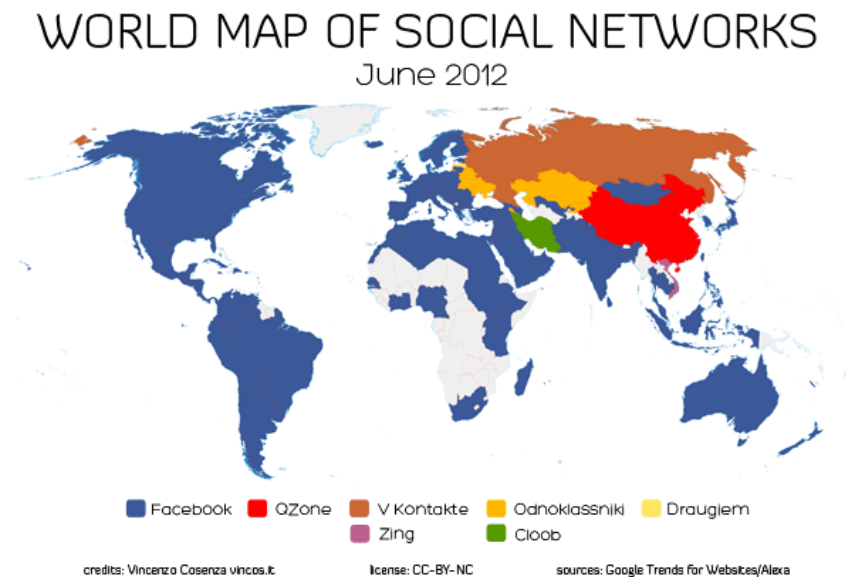 WORLD MAP OF SOCIAL NETWORKS
June 2012
Facebook QZone V Kontakte Odnoklassniki Draugiem
Zing Cloob
credits: Vincenzo Cosenza vincos.it license: CC-BY-NC sources: Google Trends for Websites/Alexa